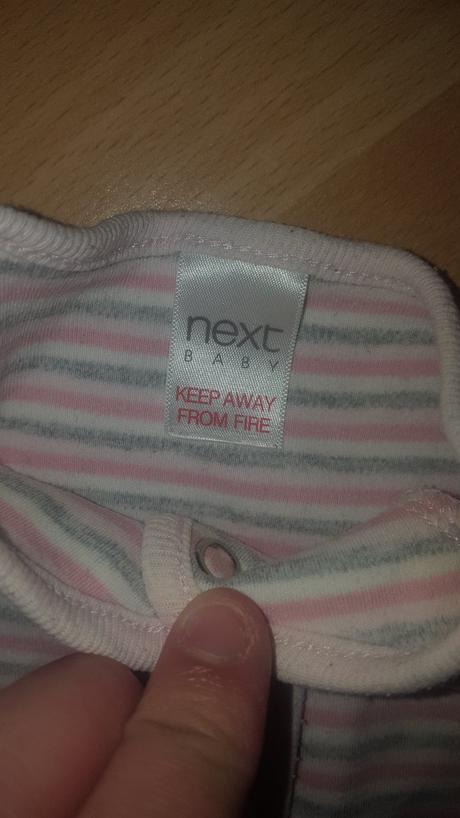 next
BABY
KEEP AWAY
FROM FIRE